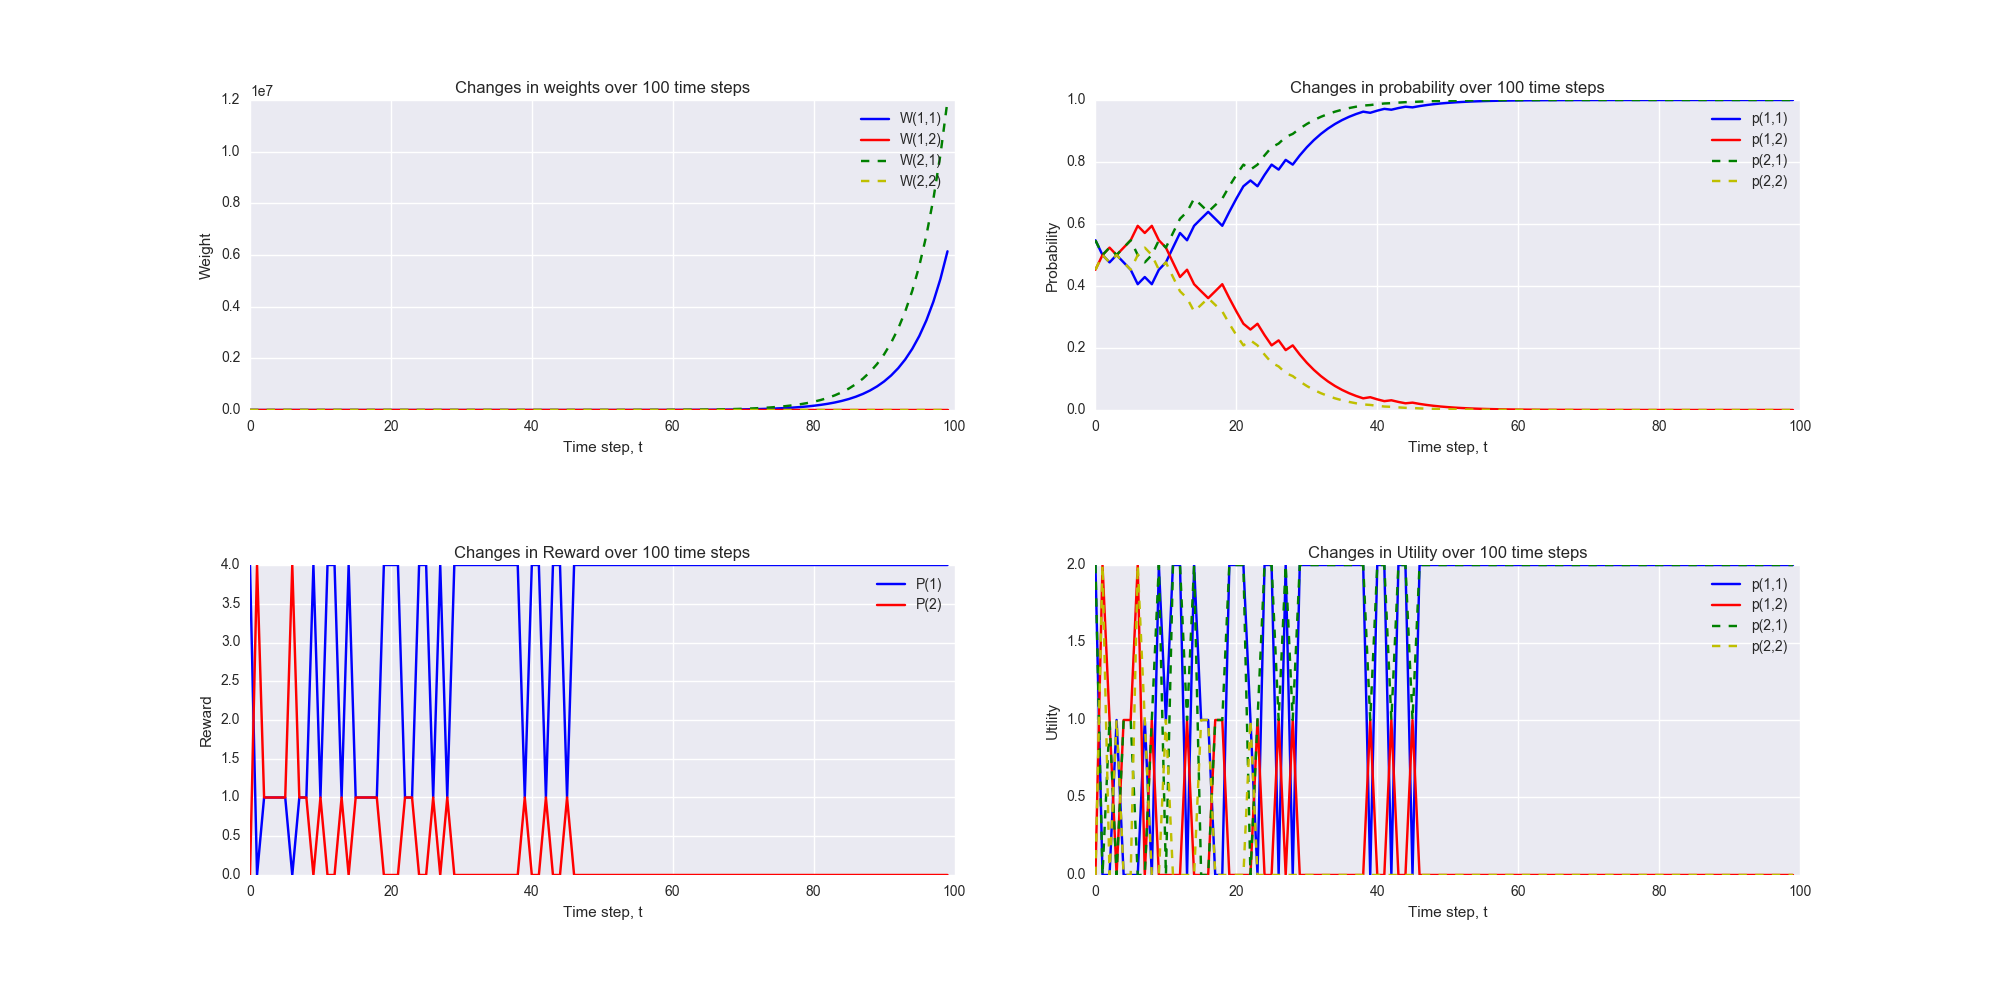 Changes in weights over 100 time steps
1e7
1.2
1.0
0.8
0.6
0.4
0.2
0.0
Weight
0 20 40 60 80 100
Time step, t
W(1,1)
W(1,2)
W(2,1)
W(2,2)
Changes in probability over 100 time steps
1.0
0.8
0.6
0.4
0.2
0.0
Probability
0 20 40 60 80 100
Time step, t
p(1,1)
p(1,2)
p(2,1)
p(2,2)
Changes in Reward over 100 time steps
4.0
3.5
3.0
2.5
2.0
1.5
1.0
0.5
0.0
Reward
0 20 40 60 80 100
Time step, t
P(1)
P(2)
Changes in Utility over 100 time steps
2.0
1.5
1.0
0.5
0.0
Utility
0 20 40 60 80 100
Time step, t
p(1,1)
p(1,2)
p(2,1)
p(2,2)